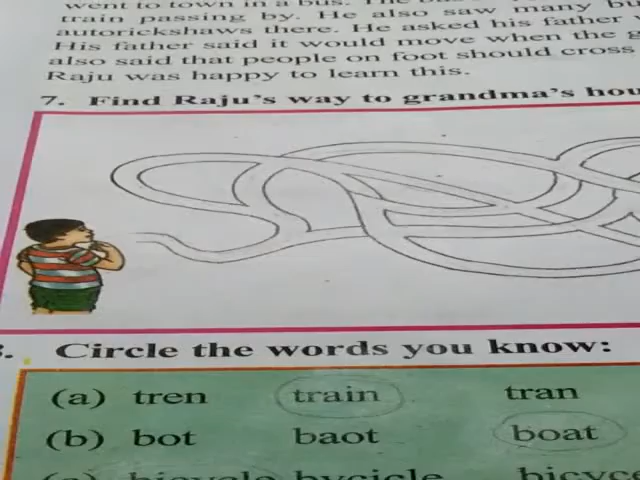 went to town in a bus. The
train passing by. He also saw many
autorickshaws there. He asked his father
His father said it would move when the
also said that people on foot should cross
Raju was happy to learn this.
7. Find Raju's way to grandma's hou
8. Circle the words you know:
(a) tren train tran
(b) bot baot boat
bycicle